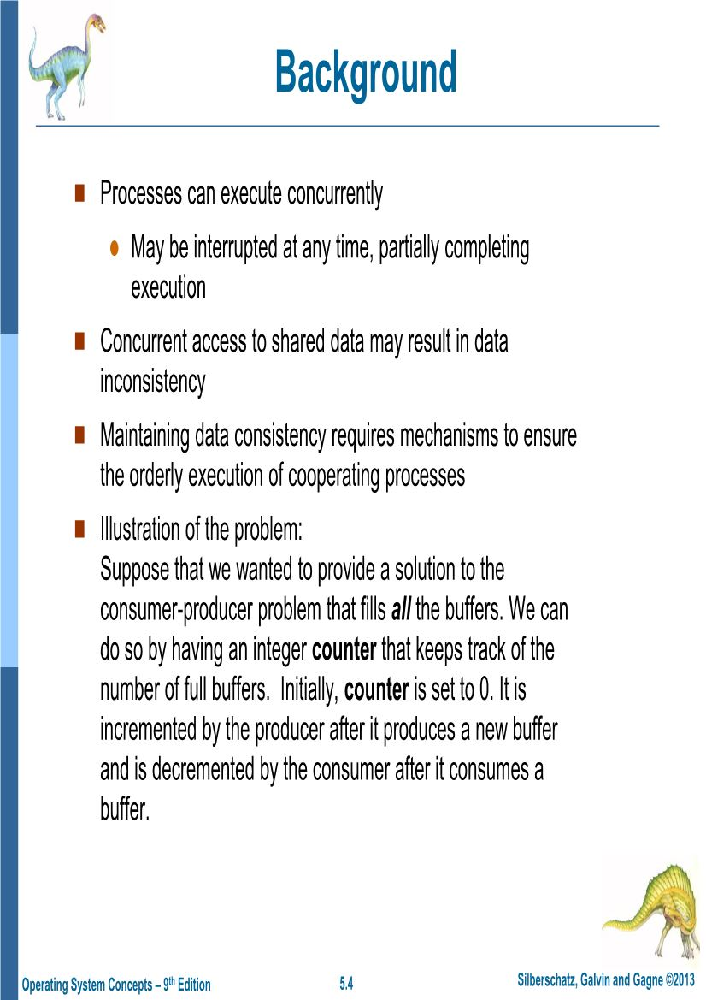 Background
Processes can execute concurrently
May be interrupted at any time, partially completing
execution
Concurrent access to shared data may result in data
inconsistency
Maintaining data consistency requires mechanisms to ensure
the orderly execution of cooperating processes
Illustration of the problem:
Suppose that we wanted to provide a solution to the
consumer-producer problem that fills all the buffers. We can
do so by having an integer counter that keeps track of the
number of full buffers.  Initially, counter is set to 0. It is
incremented by the producer after it produces a new buffer
and is decremented by the consumer after it consumes a
buffer.
Operating System Concepts – 9th Edition
5.4
Silberschatz, Galvin and Gagne ©2013